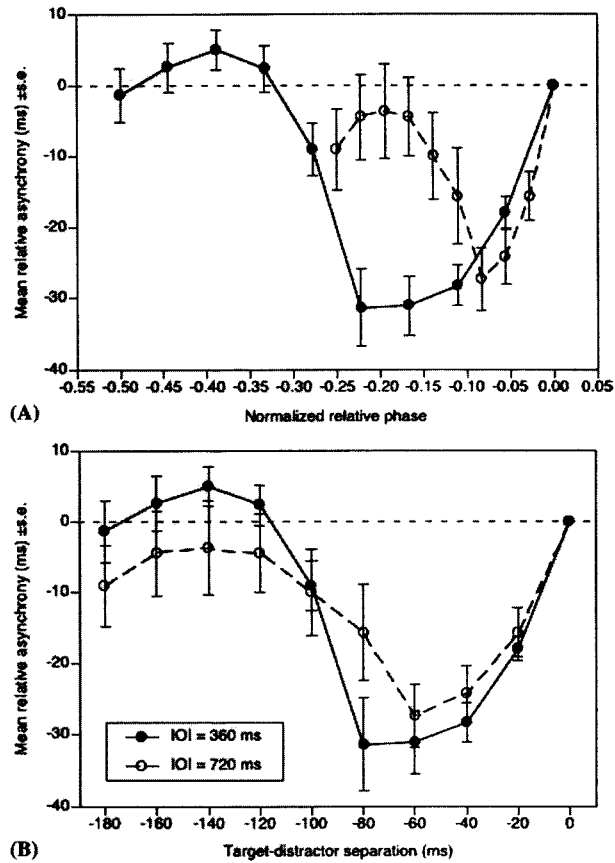 10
0
-10
-20
-30
-40
Mean relative asynchrony (ms) ±s.e.
-0.55 -0.50 -0.45 -0.40 -0.35 -0.30 -0.25 -0.20 -0.15 -0.10 -0.05 0.00 0.05
(A)
Normalized relative phase
10
0
-10
-20
-30
-40
Mean relative asynchrony (ms) ±s.e.
IOI = 360 ms
IOI = 720 ms
-180 -160 -140 -120 -100 -80 -60 -40 -20 0
(B)
Target-distractor separation (ms)